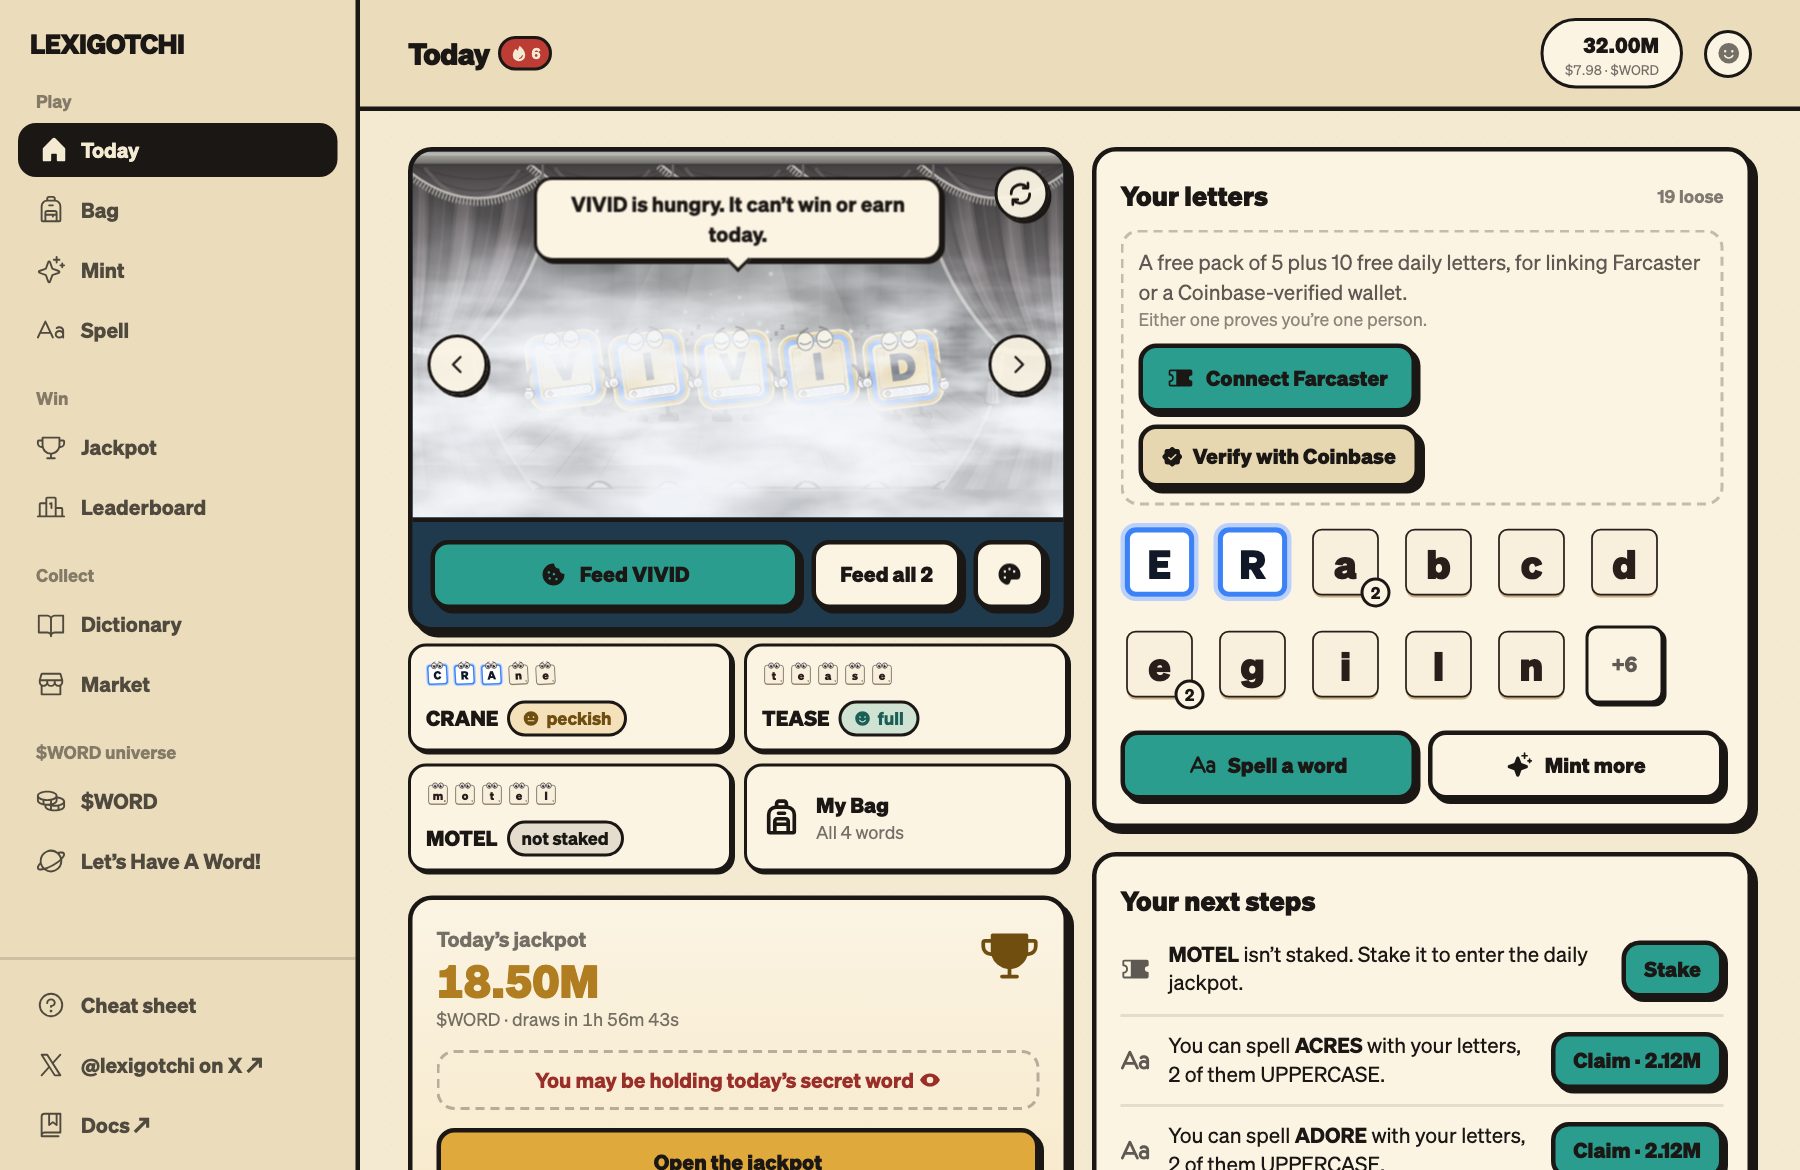 LEXIGOTCHI
Play
Today
Bag
Mint
Aa Spell
Win
Jackpot
Leaderboard
Collect
Dictionary
Market
$WORD universe
$WORD
Let's Have A Word!
Cheat sheet
@lexigotchi on X ↗
Docs ↗
Today 6
32.00M
$7.98 · $WORD
VIVID is hungry. It can't win or earn
today.
V I V I D
Feed VIVID
Feed all 2
C R A n e
CRANE peckish
t e a s e
TEASE full
m o t e l
MOTEL not staked
My Bag
All 4 words
Today's jackpot
18.50M
$WORD · draws in 1h 56m 43s
You may be holding today's secret word
Open the jackpot
Your letters
19 loose
A free pack of 5 plus 10 free daily letters, for linking Farcaster
or a Coinbase-verified wallet.
Either one proves you're one person.
Connect Farcaster
Verify with Coinbase
E R a 2 b c d
e 2 g i l n +6
Aa Spell a word
Mint more
Your next steps
MOTEL isn't staked. Stake it to enter the daily
jackpot.
Stake
Aa You can spell ACRES with your letters,
2 of them UPPERCASE.
Claim · 2.12M
Aa You can spell ADORE with your letters,
2 of them UPPERCASE.
Claim · 2.12M